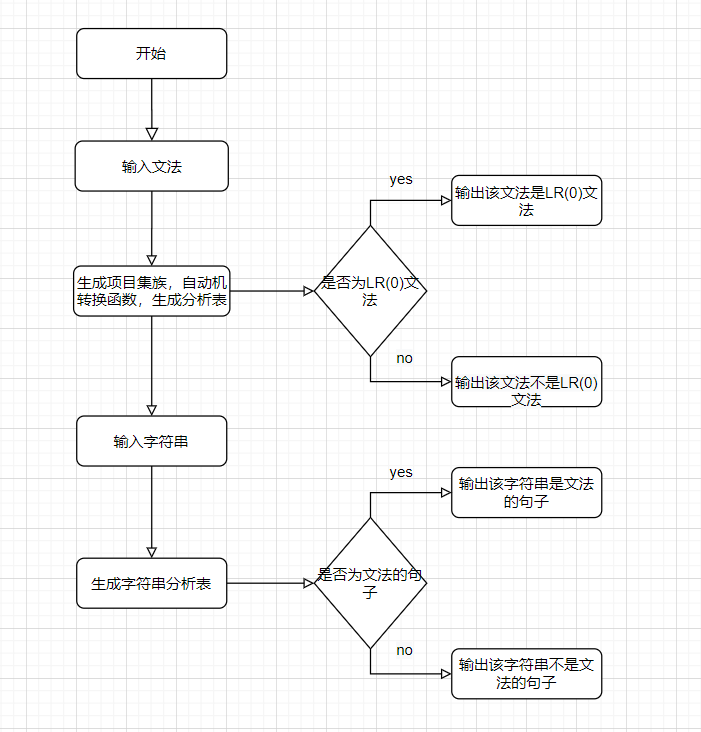 开始
输入文法
生成项目集族，自动机
转换函数，生成分析表
yes
是否为LR(0)文
法
输出该文法是LR(0)文
法
no
输出该文法不是LR(0)
文法
输入字符串
生成字符串分析表
yes
是否为文法的句
子
输出该字符串是文法
的句子
no
输出该字符串不是文
法的句子